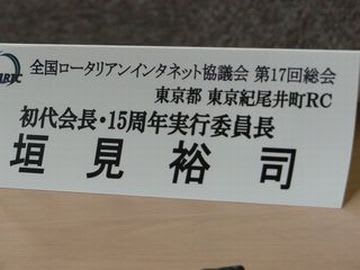 全国ロータリアンインタネット協議会 第17回総会
東京都 東京紀尾井町RC
初代会長・15周年実行委員長
垣見裕司